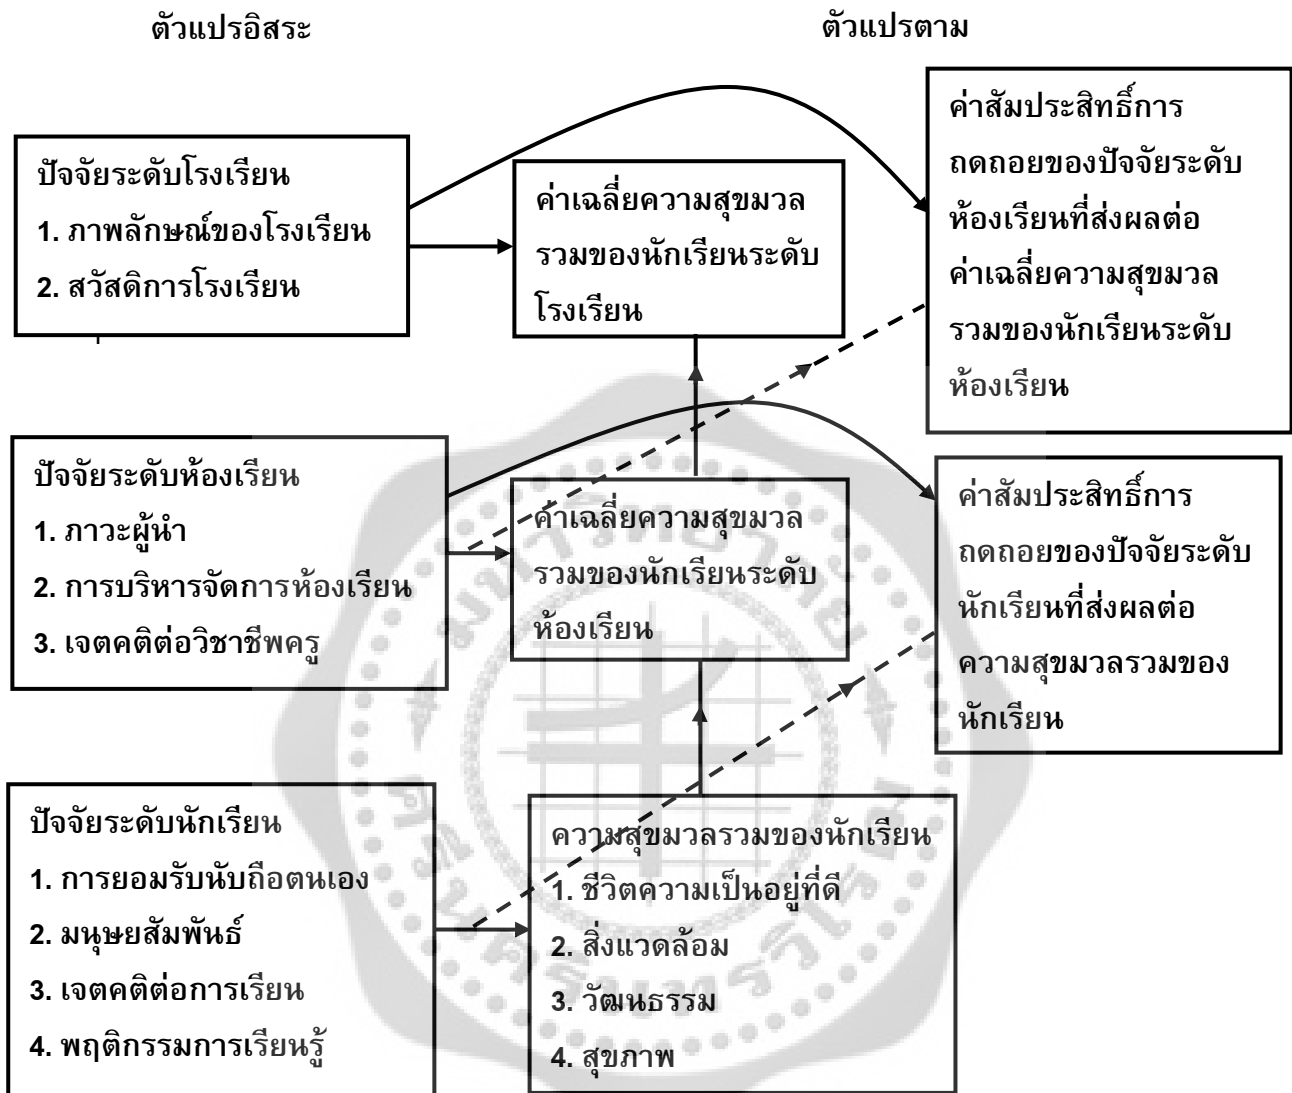 ตัวแปรอิสระ
ตัวแปรตาม
ปัจจัยระดับโรงเรียน
1. ภาพลักษณ์ของโรงเรียน
2. สวัสดิการโรงเรียน
ค่าเฉลี่ยความสุขมวล
รวมของนักเรียนระดับ
โรงเรียน
ค่าสัมประสิทธิ์การ
ถดถอยของปัจจัยระดับ
ห้องเรียนที่ส่งผลต่อ
ค่าเฉลี่ยความสุขมวล
รวมของนักเรียนระดับ
ห้องเรียน
ปัจจัยระดับห้องเรียน
1. ภาวะผู้นำ
2. การบริหารจัดการห้องเรียน
3. เจตคติต่อวิชาชีพครู
ค่าเฉลี่ยความสุขมวล
รวมของนักเรียนระดับ
ห้องเรียน
ค่าสัมประสิทธิ์การ
ถดถอยของปัจจัยระดับ
นักเรียนที่ส่งผลต่อ
ความสุขมวลรวมของ
นักเรียน
ปัจจัยระดับนักเรียน
1. การยอมรับนับถือตนเอง
2. มนุษยสัมพันธ์
3. เจตคติต่อการเรียน
4. พฤติกรรมการเรียนรู้
ความสุขมวลรวมของนักเรียน
1. ชีวิตความเป็นอยู่ที่ดี
2. สิ่งแวดล้อม
3. วัฒนธรรม
4. สุขภาพ
มหาวิทยาลัย
ศรีนครินทรวิโรฒ